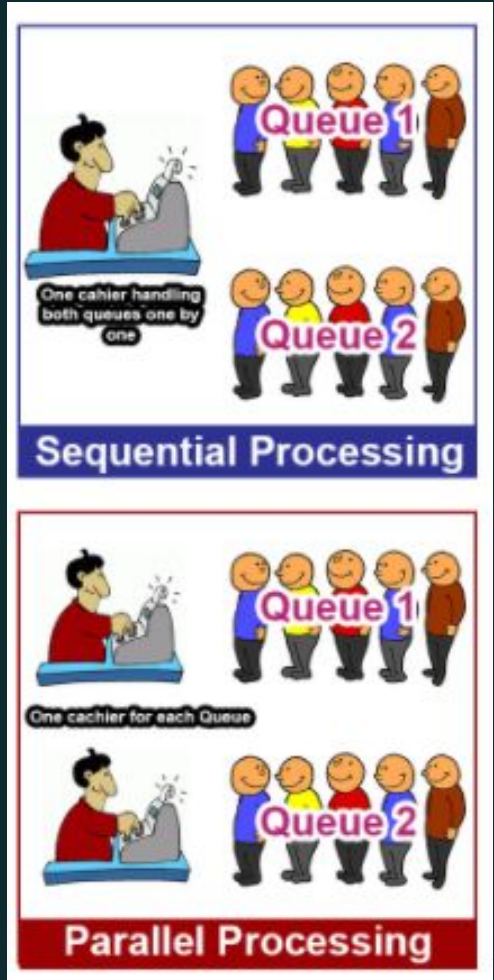 Queue 1
One cahier handling
both queues one by
one
Queue 2
Sequential Processing
Queue 1
One cachier for each Queue
Queue 2
Parallel Processing